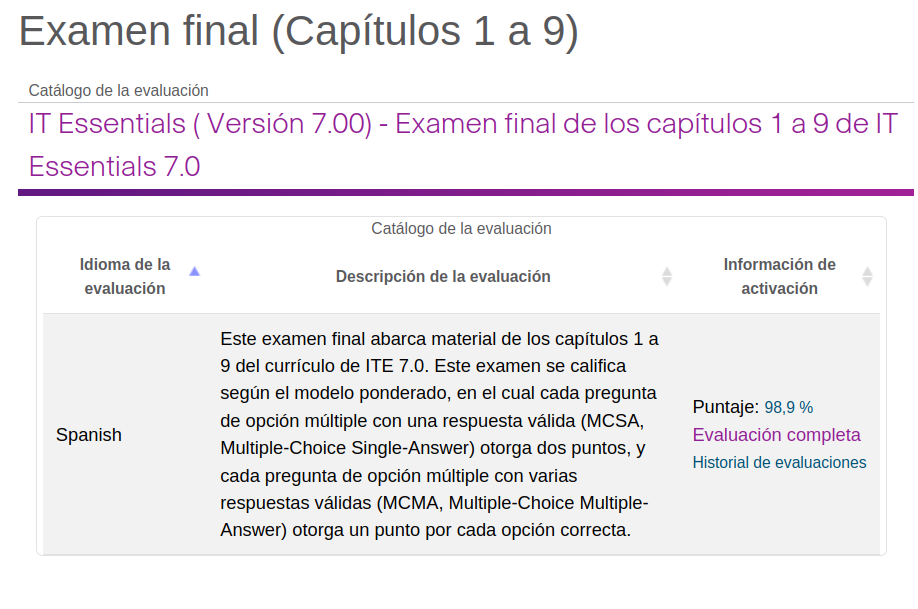 Examen final (Capítulos 1 a 9)
Catálogo de la evaluación
IT Essentials ( Versión 7.00) - Examen final de los capítulos 1 a 9 de IT
Essentials 7.0
Catálogo de la evaluación
Idioma de la
evaluación
Descripción de la evaluación
Información de
activación
Spanish
Este examen final abarca material de los capítulos 1 a
9 del currículo de ITE 7.0. Este examen se califica
según el modelo ponderado, en el cual cada pregunta
de opción múltiple con una respuesta válida (MCSA,
Multiple-Choice Single-Answer) otorga dos puntos, y
cada pregunta de opción múltiple con varias
respuestas válidas (MCMA, Multiple-Choice Multiple-
Answer) otorga un punto por cada opción correcta.
Puntaje: 98,9 %
Evaluación completa
Historial de evaluaciones